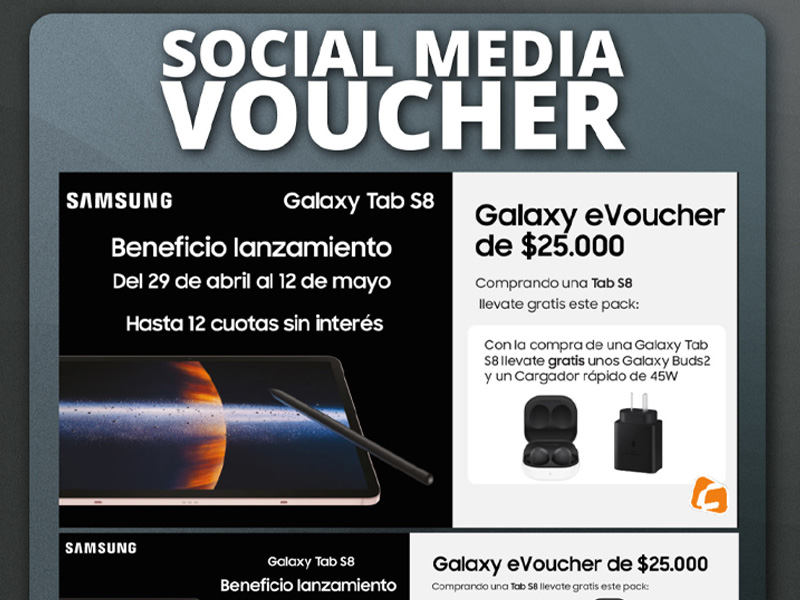 SOCIAL MEDIA
VOUCHER
SAMSUNG
Galaxy Tab S8
Beneficio lanzamiento
Del 29 de abril al 12 de mayo
Hasta 12 cuotas sin interés
Galaxy eVoucher
de $25.000
Comprando una Tab S8
llevate gratis este pack:
Con la compra de una Galaxy Tab
S8 llevate gratis unos Galaxy Buds2
y un Cargador rápido de 45W
SAMSUNG
Galaxy Tab S8
Beneficio lanzamiento
Galaxy eVoucher de $25.000
Comprando una Tab S8 llevate gratis este pack: